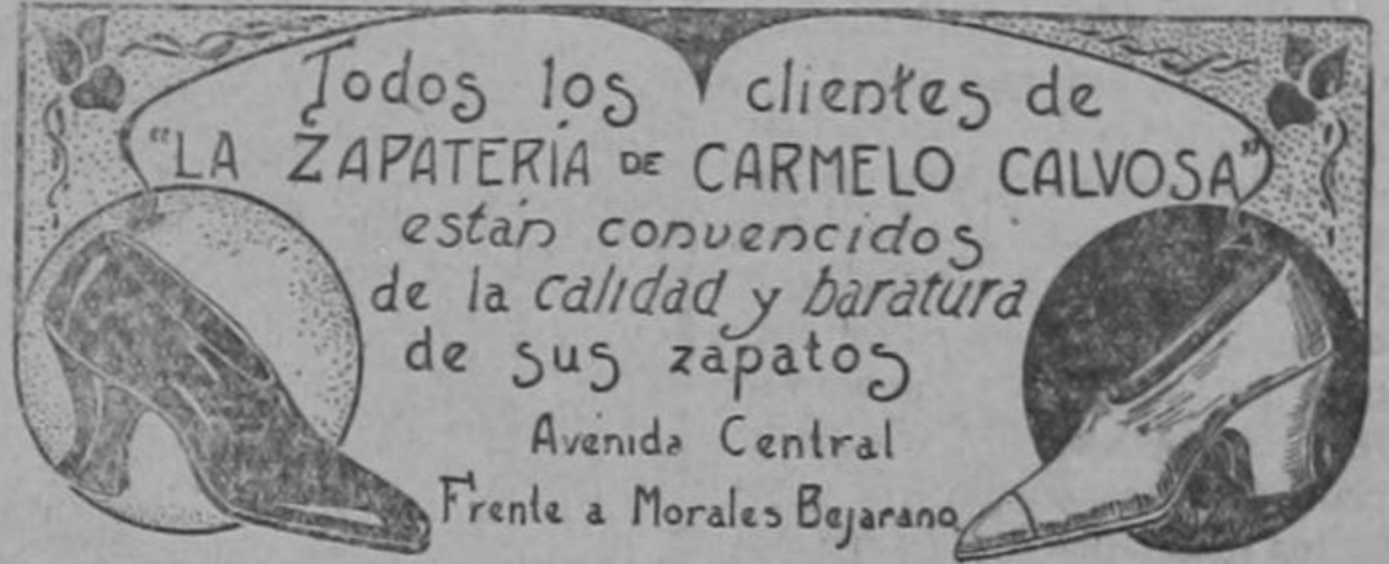 Todos los clientes de
"LA ZAPATERÍA DE CARMELO CALVOSA"
están convencidos
de la calidad y baratura
de sus zapatos
Avenida Central
Frente a Morales Bejarano